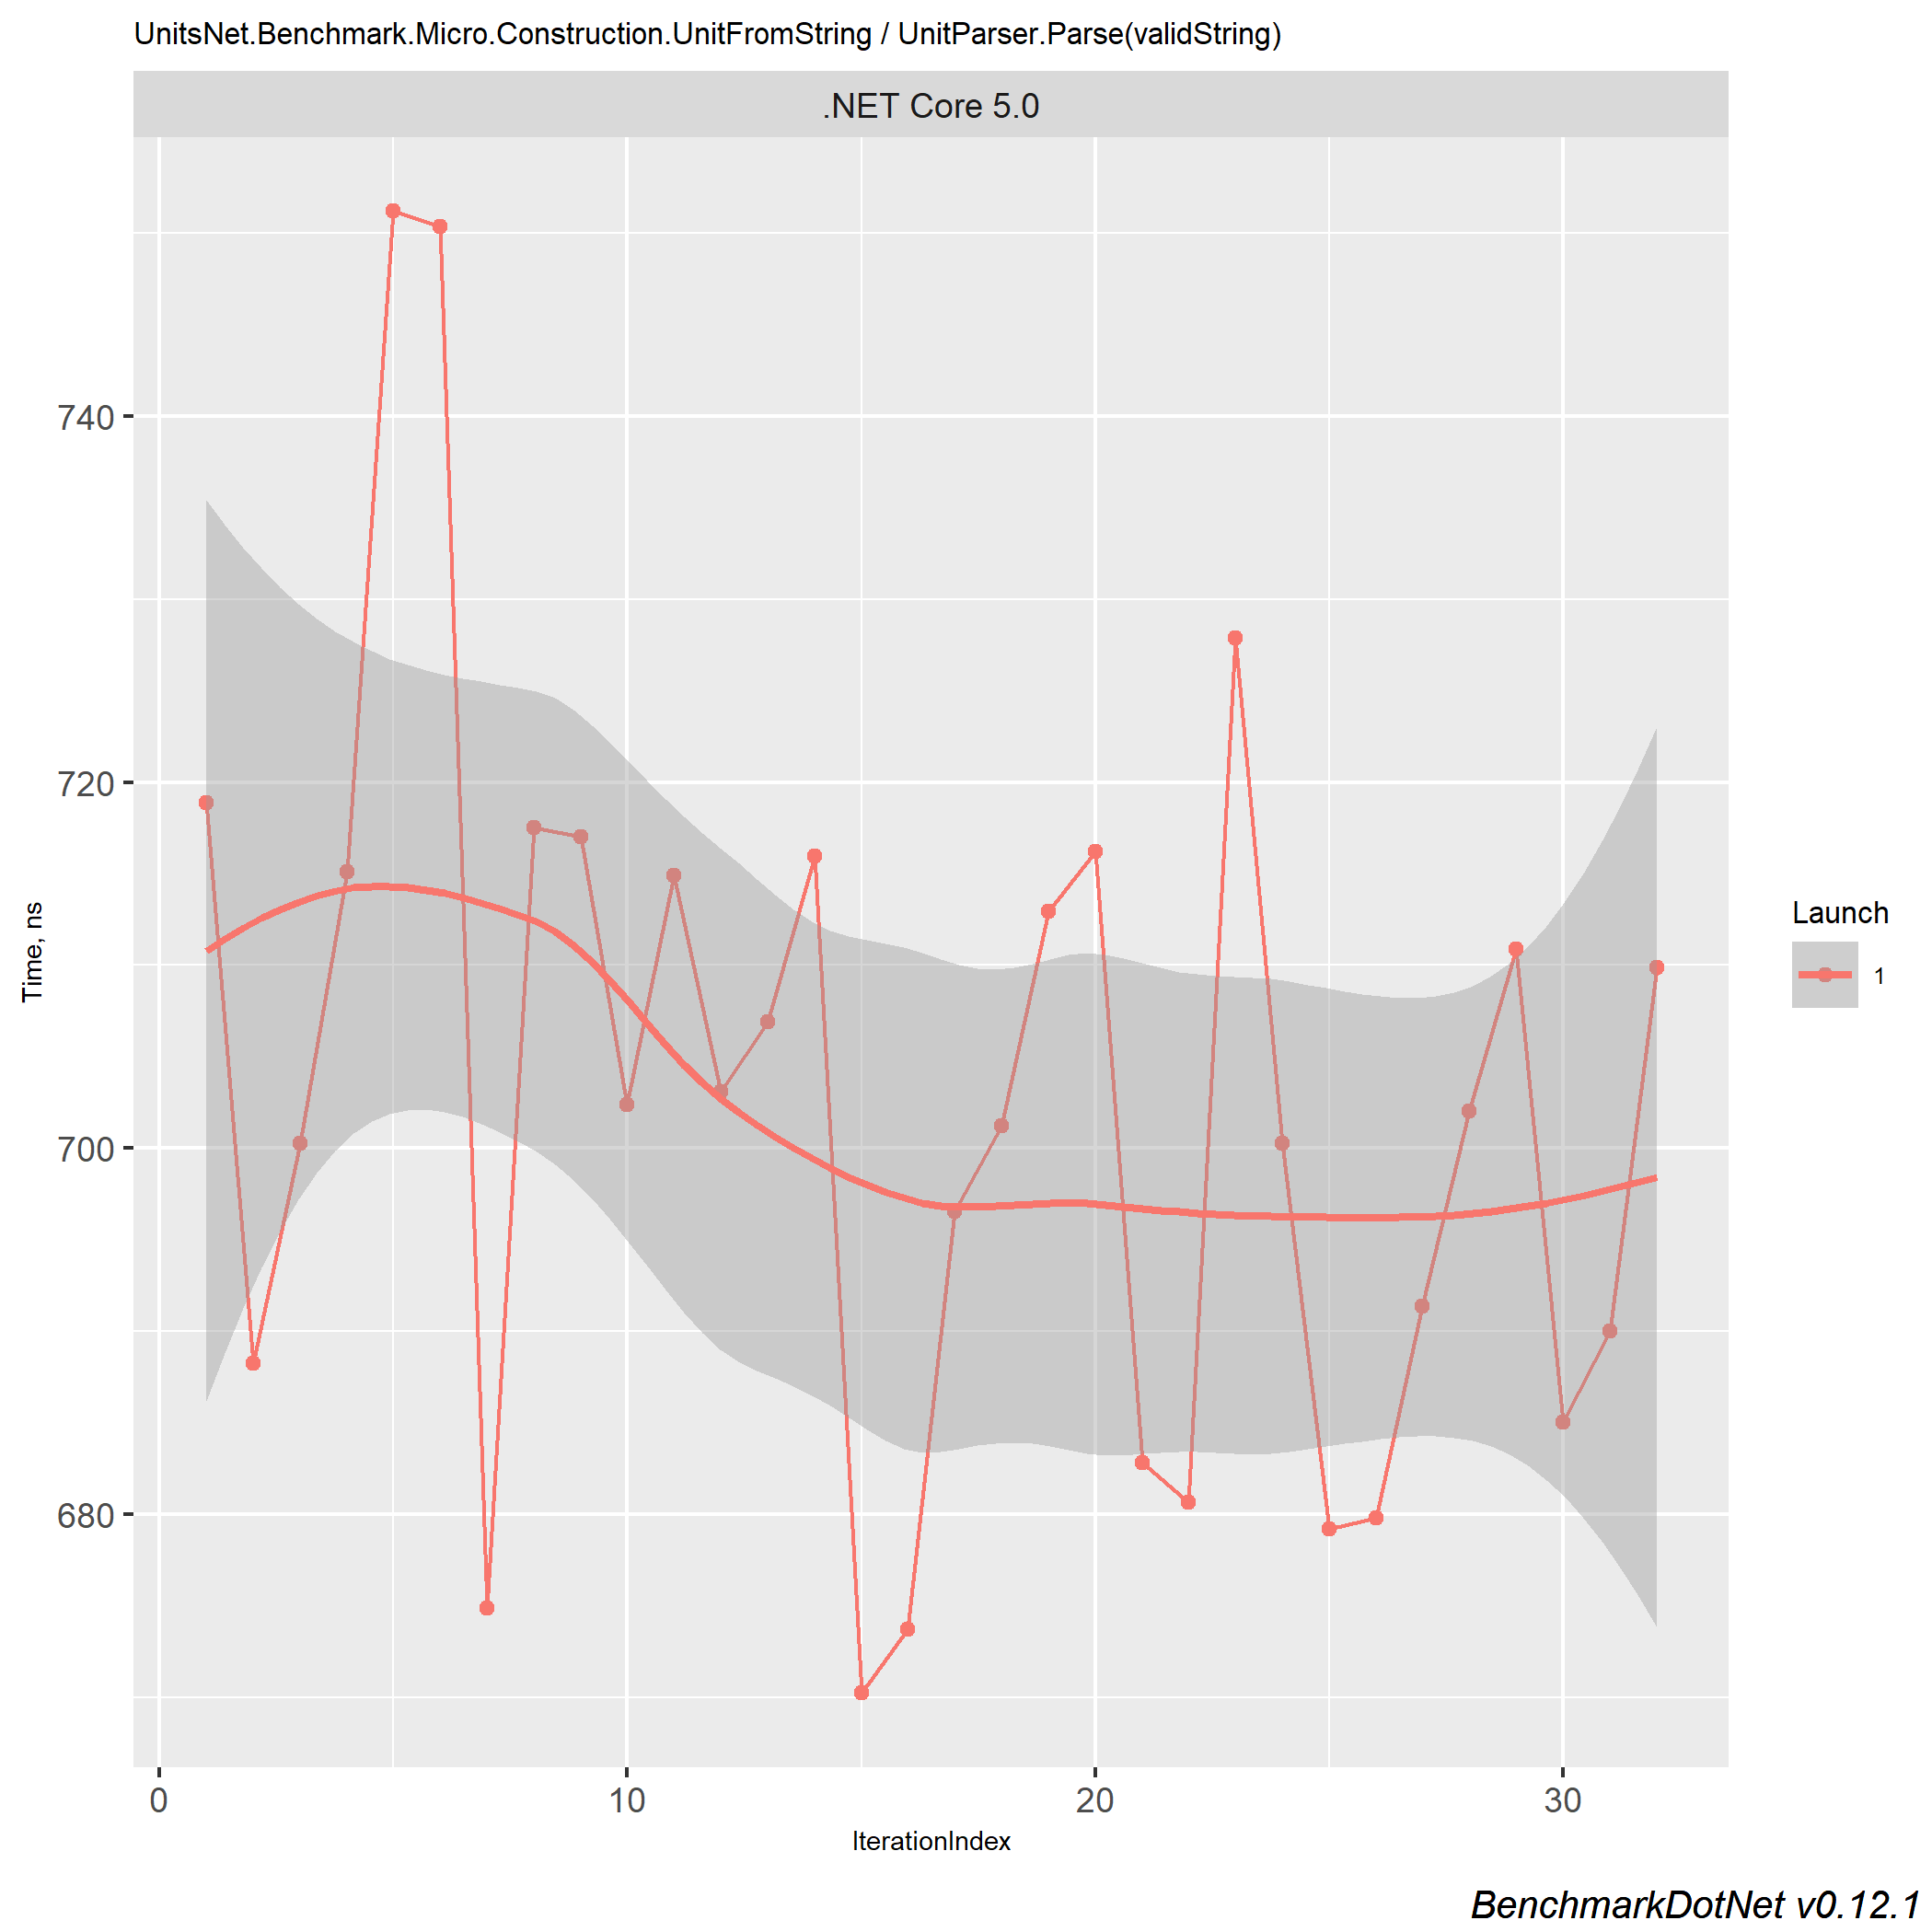 UnitsNet.Benchmark.Micro.Construction.UnitFromString / UnitParser.Parse(validString)
.NET Core 5.0
740
720
700
680
Time, ns
0 10 20 30
IterationIndex
Launch
1
BenchmarkDotNet v0.12.1